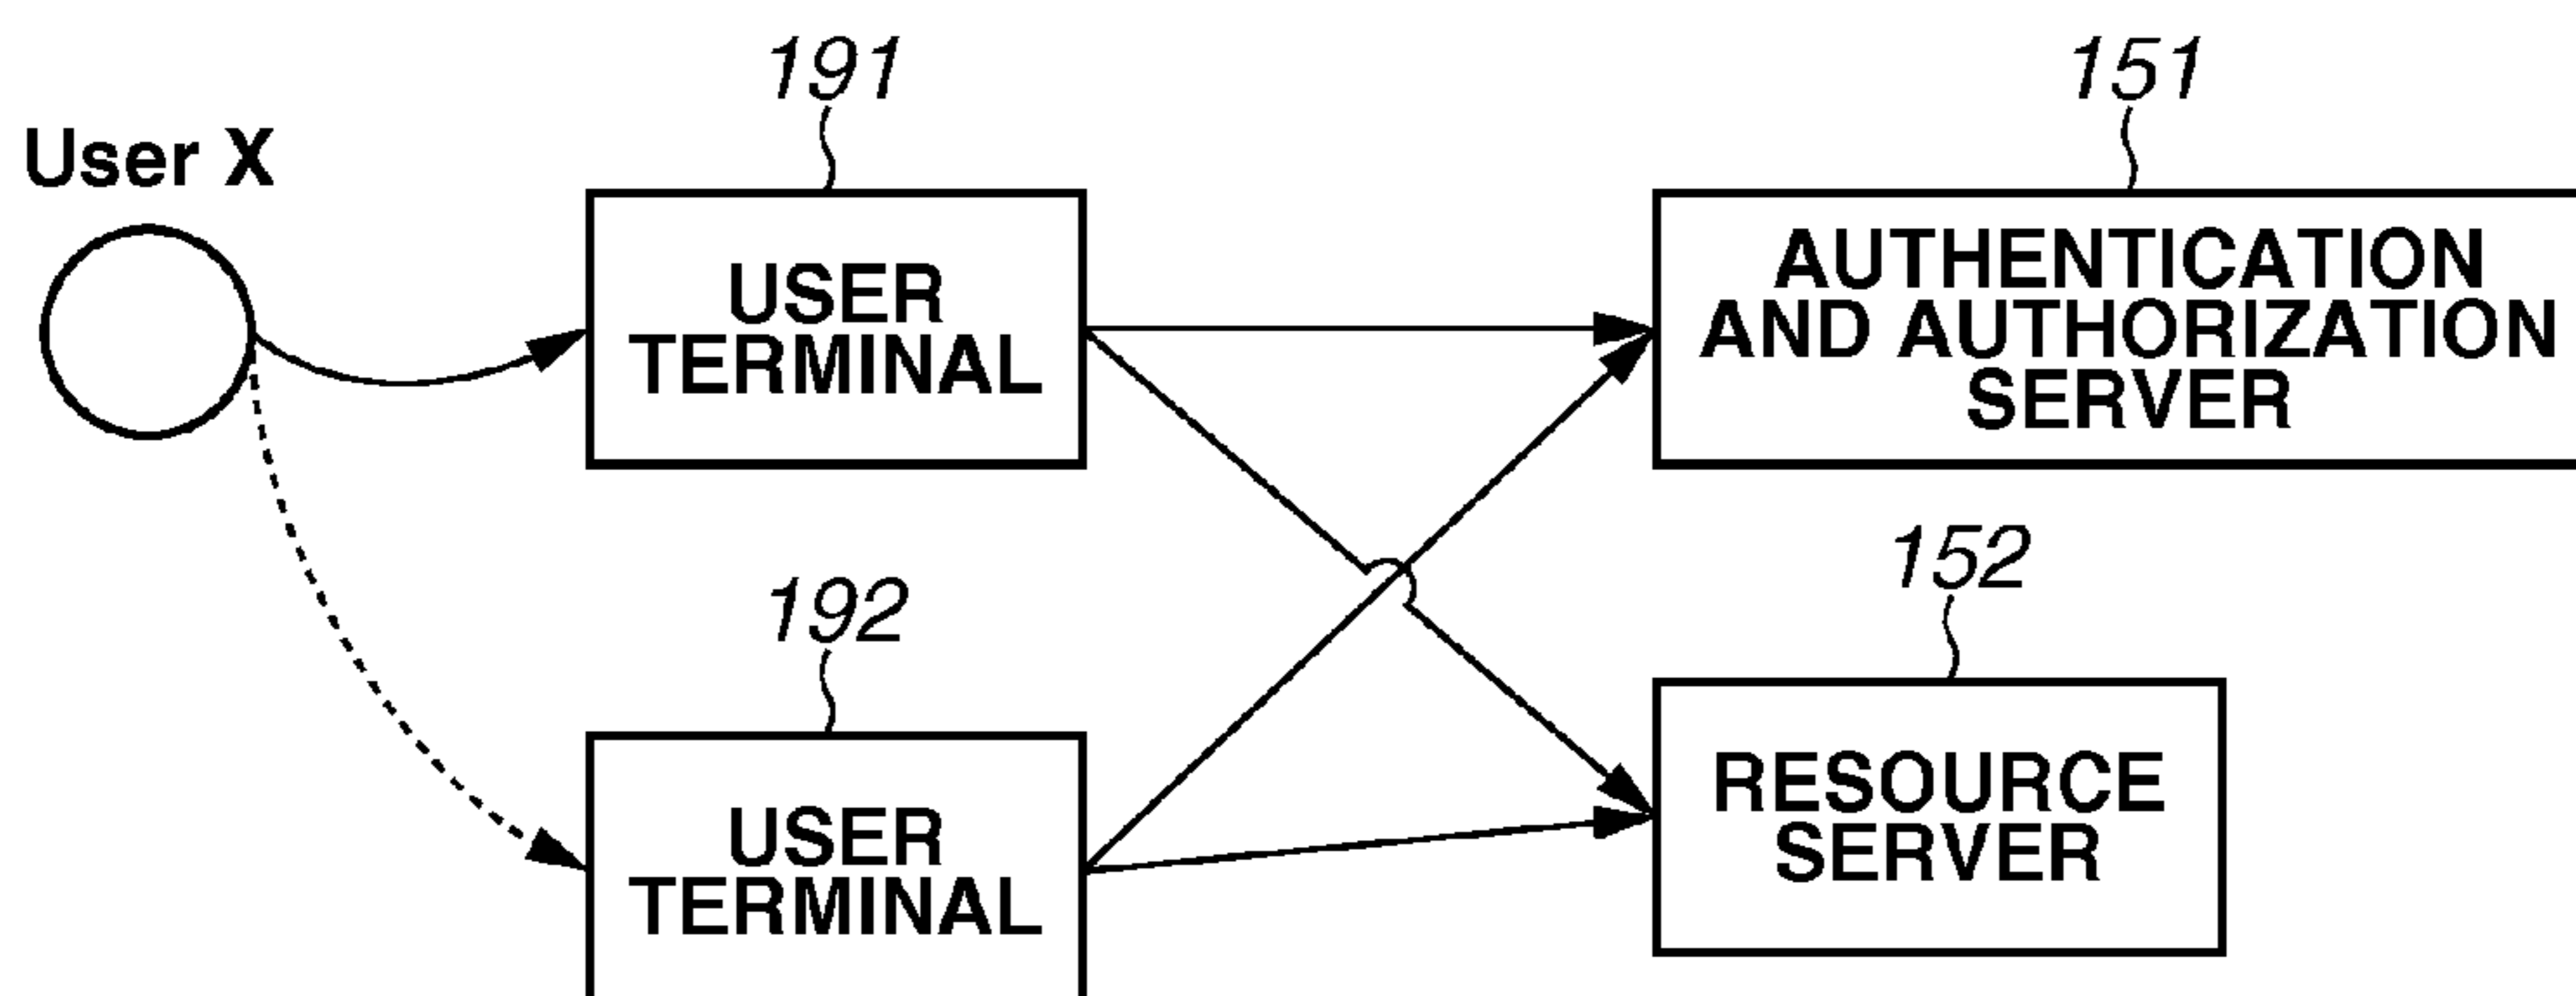 191
151
User X
USER
TERMINAL
AUTHENTICATION
AND AUTHORIZATION
SERVER
192
152
USER
TERMINAL
RESOURCE
SERVER